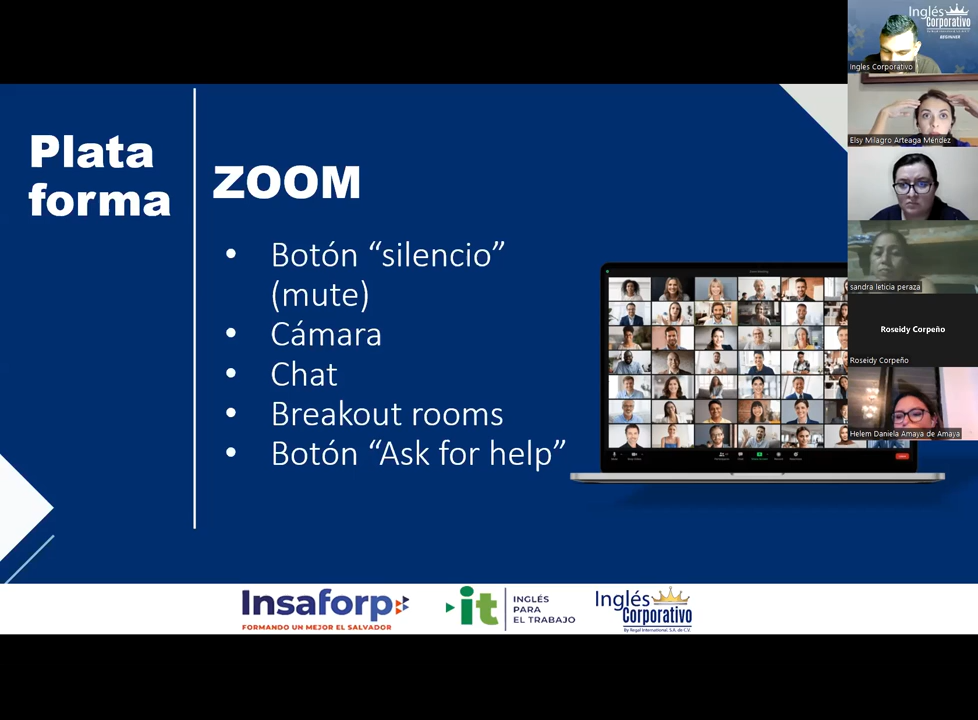 Plata
forma
ZOOM
• Botón “silencio”
(mute)
• Cámara
• Chat
• Breakout rooms
• Botón “Ask for help”
Insaforp
FORMANDO UN MEJOR EL SALVADOR
it
INGLÉS
PARA
EL TRABAJO
Inglés
Corporativo
By Regal International, S.A. de C.V.
Inglés
Corporativo
BEGINNER
Ingles Corporativo
Elsy Milagro Arteaga Méndez
sandra leticia peraza
Roseidy Corpeño
Roseidy Corpeño
Helem Daniela Amaya de Amaya